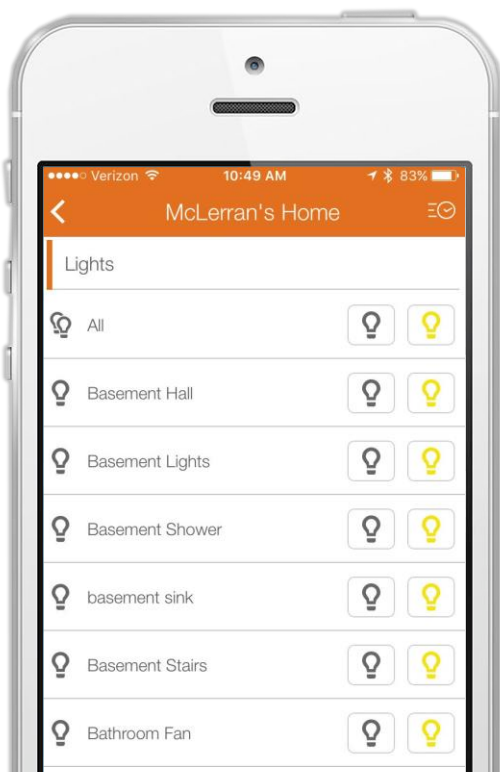 Verizon 10:49 AM 83%
McLerran's Home
Lights
All
Basement Hall
Basement Lights
Basement Shower
basement sink
Basement Stairs
Bathroom Fan